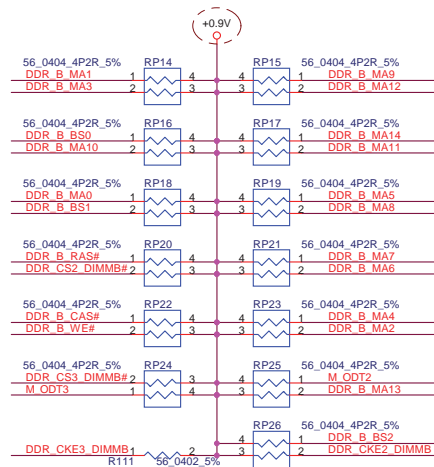 +0.9V
56_0404_4P2R_5% RP14 RP15 56_0404_4P2R_5%
DDR_B_MA1 1 4 4 1 DDR_B_MA9
DDR_B_MA3 2 3 3 2 DDR_B_MA12
56_0404_4P2R_5% RP16 RP17 56_0404_4P2R_5%
DDR_B_BS0 1 4 4 1 DDR_B_MA14
DDR_B_MA10 2 3 3 2 DDR_B_MA11
56_0404_4P2R_5% RP18 RP19 56_0404_4P2R_5%
DDR_B_MA0 1 4 4 1 DDR_B_MA5
DDR_B_BS1 2 3 3 2 DDR_B_MA8
56_0404_4P2R_5% RP20 RP21 56_0404_4P2R_5%
DDR_B_RAS# 1 4 4 1 DDR_B_MA7
DDR_CS2_DIMMB# 2 3 3 2 DDR_B_MA6
56_0404_4P2R_5% RP22 RP23 56_0404_4P2R_5%
DDR_B_CAS# 1 4 4 1 DDR_B_MA4
DDR_B_WE# 2 3 3 2 DDR_B_MA2
56_0404_4P2R_5% RP24 RP25 56_0404_4P2R_5%
DDR_CS3_DIMMB# 2 3 4 1 M_ODT2
M_ODT3 1 4 3 2 DDR_B_MA13
RP26 56_0404_4P2R_5%
4 1 DDR_B_BS2
DDR_CKE3_DIMMB 1 2 3 2 DDR_CKE2_DIMMB
R111 56_0402_5%